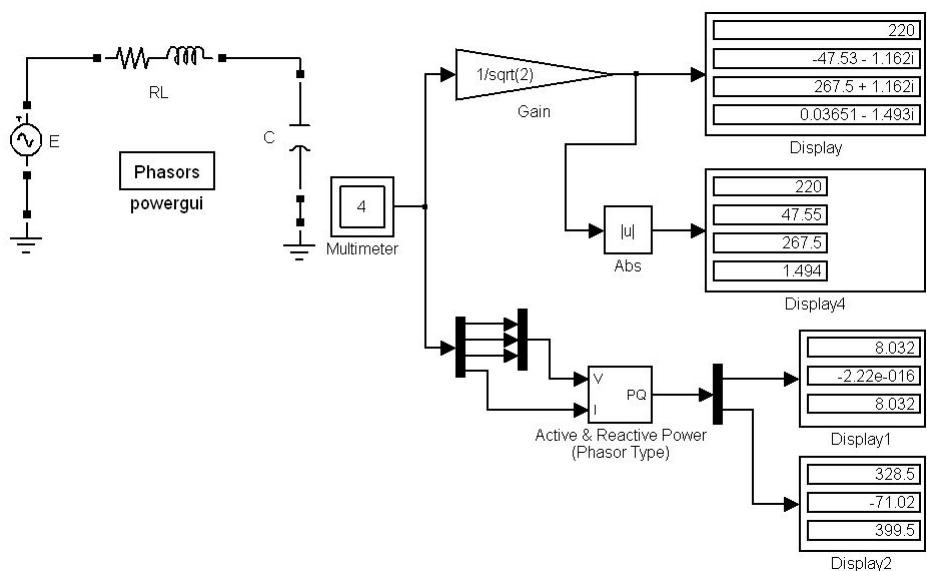 RL
E
C
Phasors
powergui
4
Multimeter
1/sqrt(2)
Gain
220
-47.53 - 1.162i
267.5 + 1.162i
0.03651 - 1.493i
Display
|u|
Abs
220
47.55
267.5
1.494
Display4
V
I
PQ
Active & Reactive Power
(Phasor Type)
8.032
-2.22e-016
8.032
Display1
328.5
-71.02
399.5
Display2